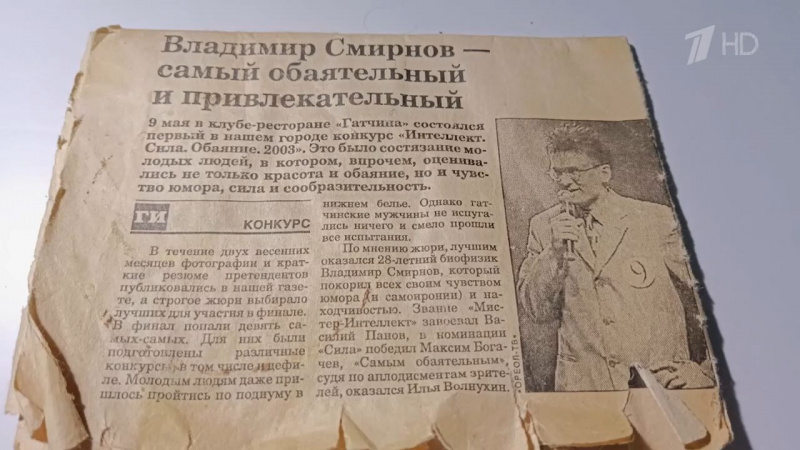 1 HD
Владимир Смирнов —
самый обаятельный
и привлекательный
9 мая в клубе-ресторане «Гатчина» состоялся
первый в нашем городе конкурс «Интеллект.
Сила. Обаяние. 2003». Это было состязание мо-
лодых людей, в котором, впрочем, оценива-
лись не только красота и обаяние, но и чув-
ство юмора, сила и сообразительность.
ГИ
КОНКУРС
В течение двух весенних
месяцев фотографии и крат-
кие резюме претендентов
публиковались в нашей газе-
те, а строгое жюри выбирало
лучших для участия в финале.
В финал попали девять са-
мых-самых. Для них были
подготовлены различные
конкурсы, в том числе и дефи-
ле. Молодым людям даже при-
шлось пройтись по подиуму в
нижнем белье. Однако гат-
чинские мужчины не испуга-
лись ничего и смело прошли
все испытания.
По мнению жюри, лучшим
оказался 28-летний биофизик
Владимир Смирнов, который
покорил всех своим чувством
юмора (и самоиронии) и на-
ходчивостью. Звание «Мис-
тер-Интеллект» завоевал Ва-
силий Панов, в номинации
«Сила» победил Максим Бога-
чев, «Самым обаятельным»,
судя по аплодисментам зрите-
лей, оказался Илья Волнухин.
9
«ОРЕОЛ-ТВ»